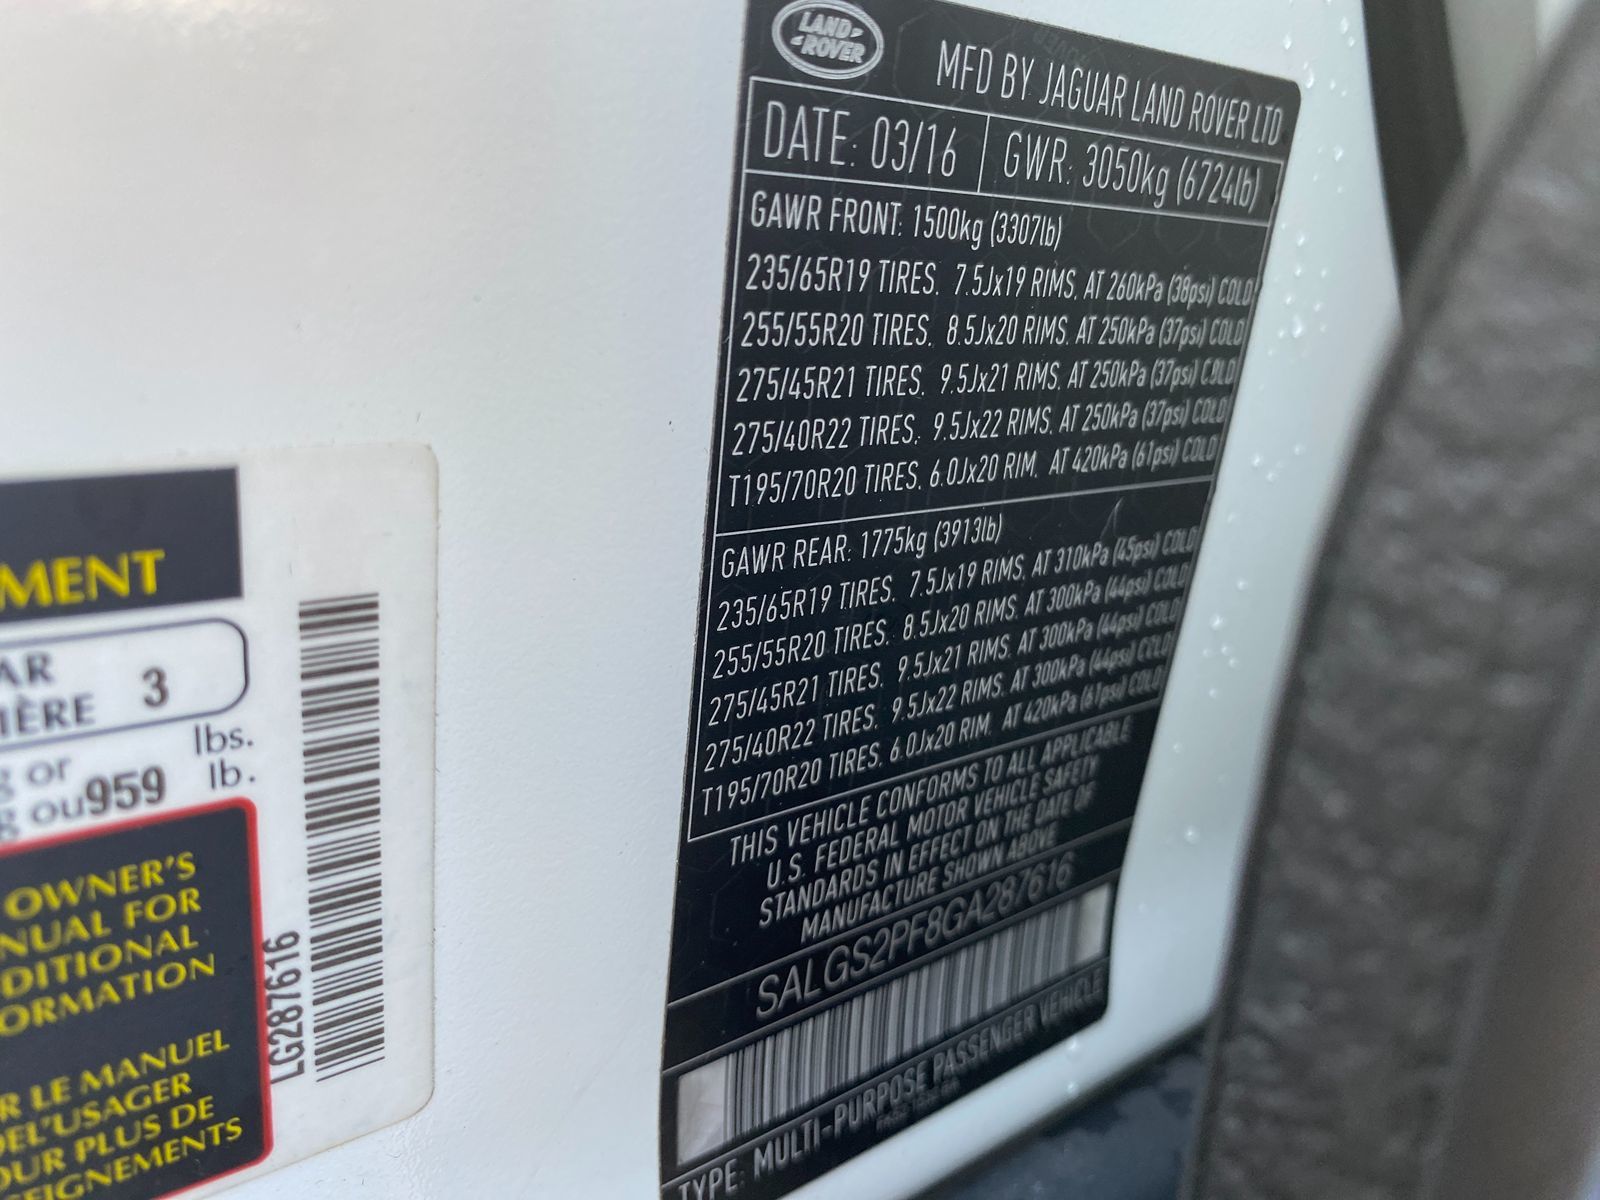 LAND
ROVER
MFD BY JAGUAR LAND ROVER LTD
DATE: 03/16 GWR: 3050kg (6724lb)
GAWR FRONT: 1500kg (3307lb)
235/65R19 TIRES, 7.5Jx19 RIMS, AT 260kPa (38psi) COLD
255/55R20 TIRES, 8.5Jx20 RIMS, AT 250kPa (37psi) COLD
275/45R21 TIRES, 9.5Jx21 RIMS, AT 250kPa (37psi) COLD
275/40R22 TIRES, 9.5Jx22 RIMS, AT 250kPa (37psi) COLD
T195/70R20 TIRES, 6.0Jx20 RIM, AT 420kPa (61psi) COLD
GAWR REAR: 1775kg (3913lb)
235/65R19 TIRES, 7.5Jx19 RIMS, AT 310kPa (45psi) COLD
255/55R20 TIRES, 8.5Jx20 RIMS, AT 300kPa (44psi) COLD
275/45R21 TIRES, 9.5Jx21 RIMS, AT 300kPa (44psi) COLD
275/40R22 TIRES, 9.5Jx22 RIMS, AT 300kPa (44psi) COLD
T195/70R20 TIRES, 6.0Jx20 RIM, AT 420kPa (61psi) COLD
THIS VEHICLE CONFORMS TO ALL APPLICABLE
U.S. FEDERAL MOTOR VEHICLE SAFETY
STANDARDS IN EFFECT ON THE DATE OF
MANUFACTURE SHOWN ABOVE
SALGS2PF8GA287616
TYPE: MULTI-PURPOSE PASSENGER VEHICLE
MENT
AR
IÈRE 3
g or lbs.
g ou 959 lb.
OWNER'S
NUAL FOR
DITIONAL
ORMATION
R LE MANUEL
DE L'USAGER
OUR PLUS DE
SEIGNEMENTS
LG287616